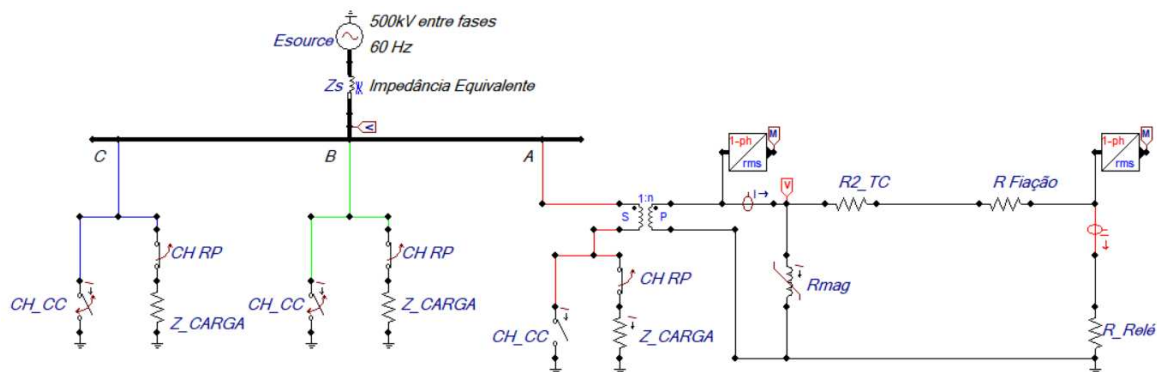 500kV entre fases
Esource
60 Hz
Zs
Impedância Equivalente
C
B
A
1-ph
rms
M
1-ph
rms
M
V
1:n
S
P
I
R2_TC
R Fiação
CH RP
CH RP
CH RP
Rmag
CH_CC
Z_CARGA
CH_CC
Z_CARGA
CH_CC
Z_CARGA
R_Relé